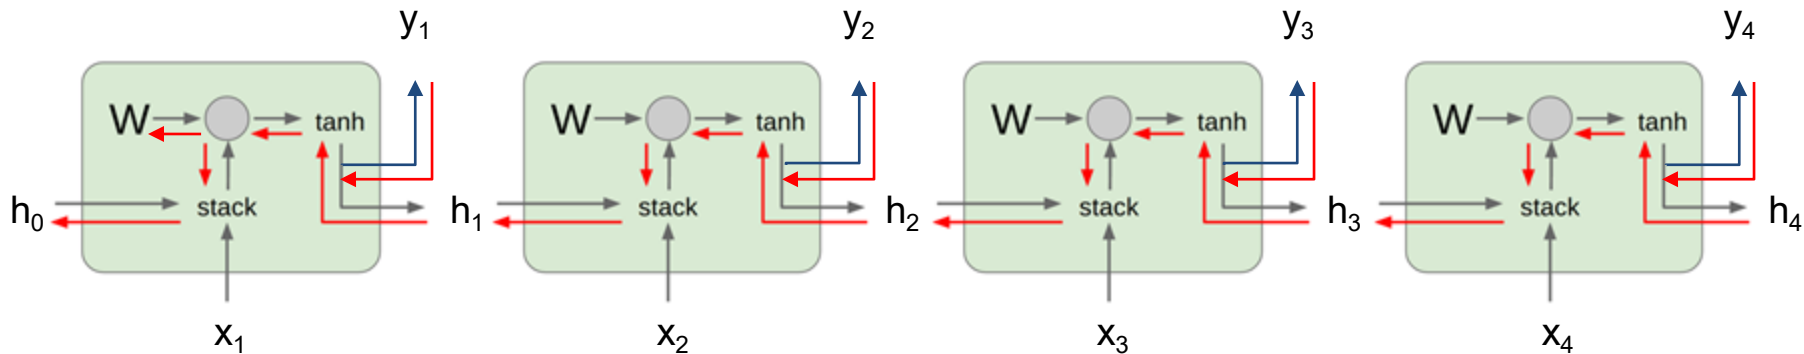 y1 y2 y3 y4
W tanh W tanh W tanh W tanh
h0 stack h1 stack h2 stack h3 stack h4
x1 x2 x3 x4